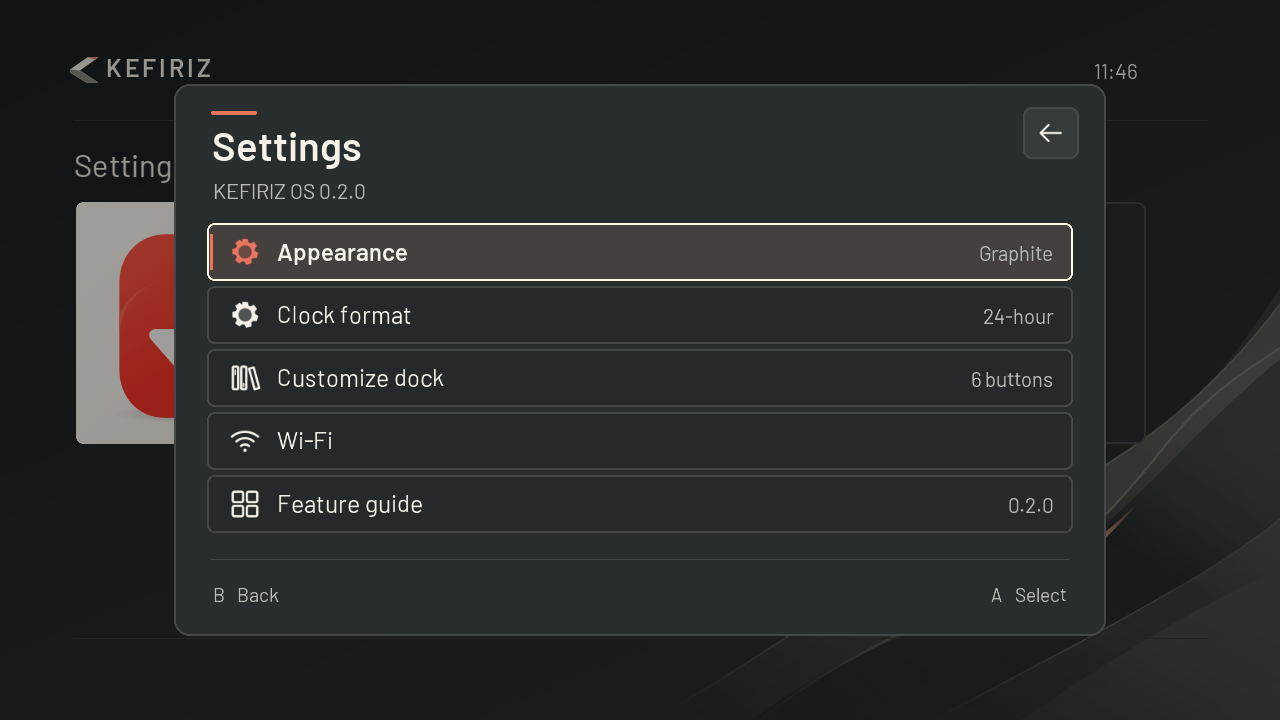 KEFIRIZ
11:46
Setting
Settings
KEFIRIZ OS 0.2.0
Appearance
Graphite
Clock format
24-hour
Customize dock
6 buttons
Wi-Fi
Feature guide
0.2.0
B Back
A Select